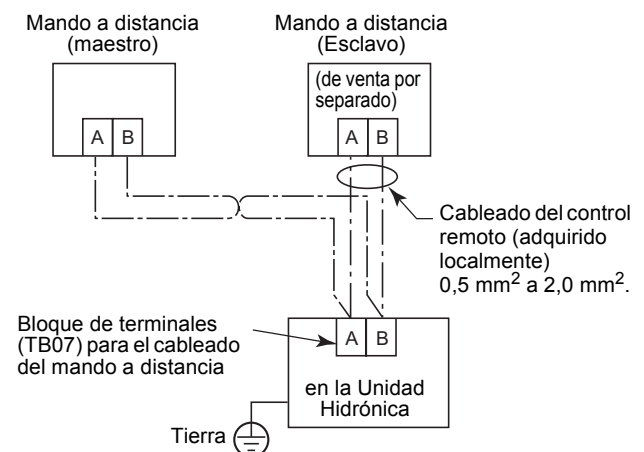 Mando a distancia
(maestro)
Mando a distancia
(Esclavo)
(de venta por
separado)
A B
A B
Cableado del control
remoto (adquirido
localmente)
0,5 mm² a 2,0 mm².
Bloque de terminales
(TB07) para el cableado
del mando a distancia
A B
en la Unidad
Hidrónica
Tierra